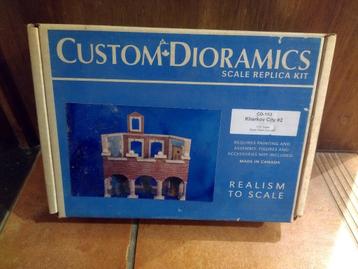 CUSTOM DIORAMICS
SCALE REPLICA KIT
CD-153
Kharkov City #2
REQUIRES PAINTING AND
ASSEMBLY. FIGURES AND
ACCESSORIES NOT INCLUDED.
MADE IN CANADA
REALISM
TO SCALE